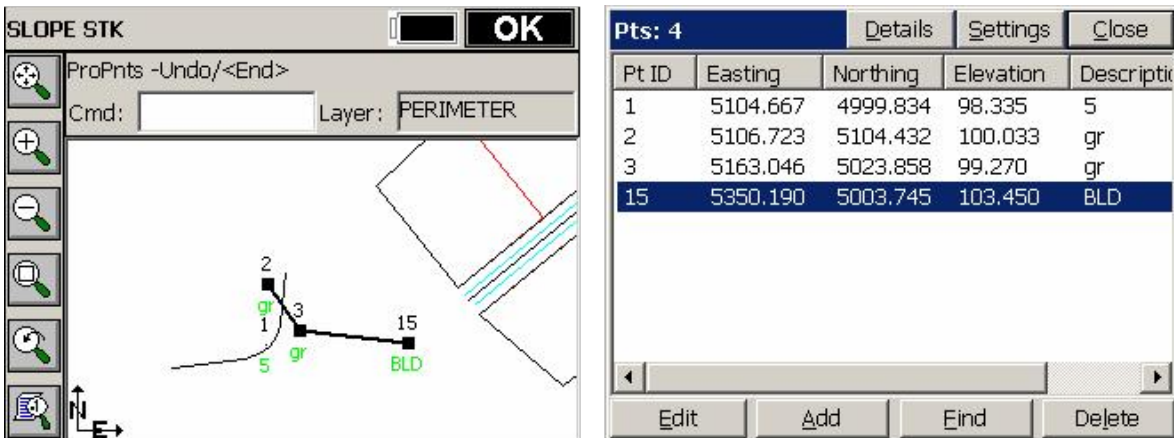 SLOPE STK OK
ProPnts -Undo/<End>
Cmd: Layer: PERIMETER
2
gr
1 3
5 gr
15
BLD
N
E
Pts: 4 Details Settings Close
Pt ID Easting Northing Elevation Descriptic
1 5104.667 4999.834 98.335 5
2 5106.723 5104.432 100.033 gr
3 5163.046 5023.858 99.270 gr
15 5350.190 5003.745 103.450 BLD
Edit Add Find Delete